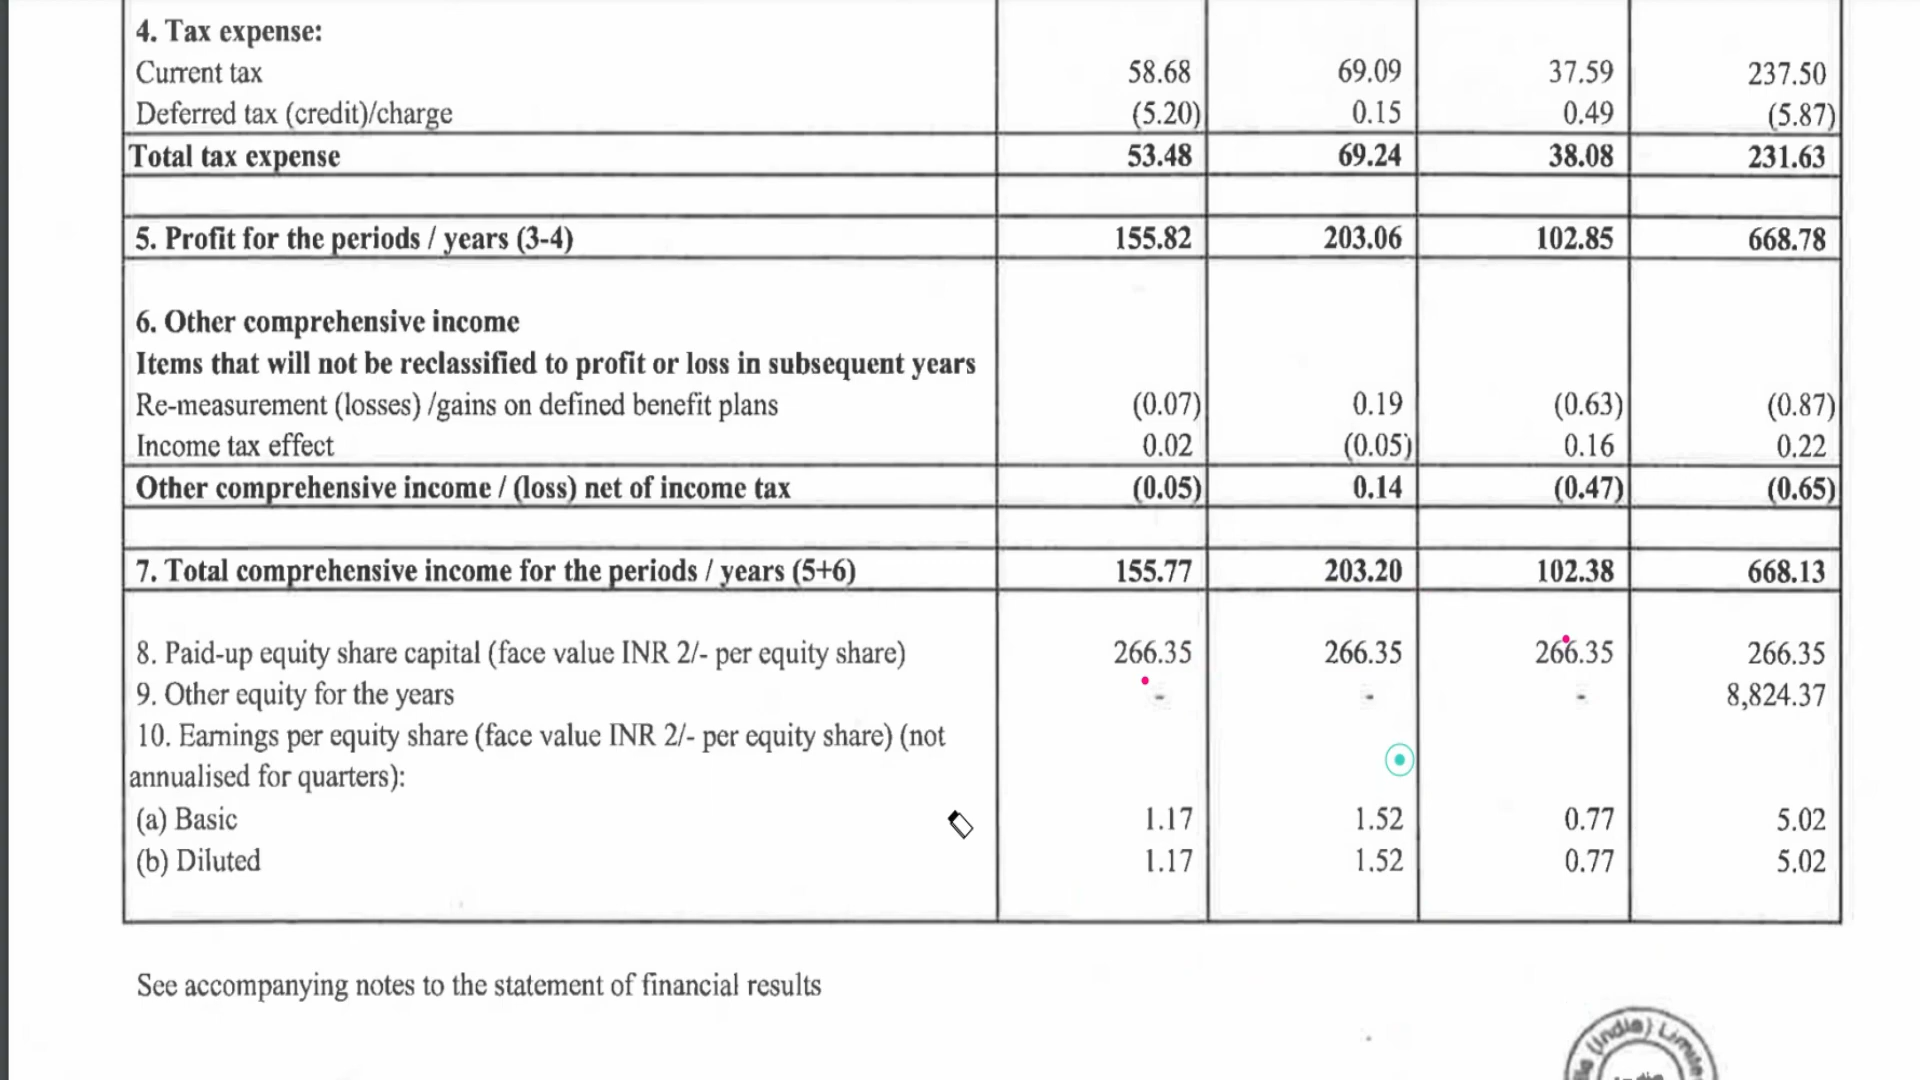 4. Tax expense:
Current tax 58.68 69.09 37.59 237.50
Deferred tax (credit)/charge (5.20) 0.15 0.49 (5.87)
Total tax expense 53.48 69.24 38.08 231.63
5. Profit for the periods / years (3-4) 155.82 203.06 102.85 668.78
6. Other comprehensive income
Items that will not be reclassified to profit or loss in subsequent years
Re-measurement (losses) /gains on defined benefit plans (0.07) 0.19 (0.63) (0.87)
Income tax effect 0.02 (0.05) 0.16 0.22
Other comprehensive income / (loss) net of income tax (0.05) 0.14 (0.47) (0.65)
7. Total comprehensive income for the periods / years (5+6) 155.77 203.20 102.38 668.13
8. Paid-up equity share capital (face value INR 2/- per equity share) 266.35 266.35 266.35 266.35
9. Other equity for the years - - - 8,824.37
10. Earnings per equity share (face value INR 2/- per equity share) (not
annualised for quarters):
(a) Basic 1.17 1.52 0.77 5.02
(b) Diluted 1.17 1.52 0.77 5.02
See accompanying notes to the statement of financial results
(India)